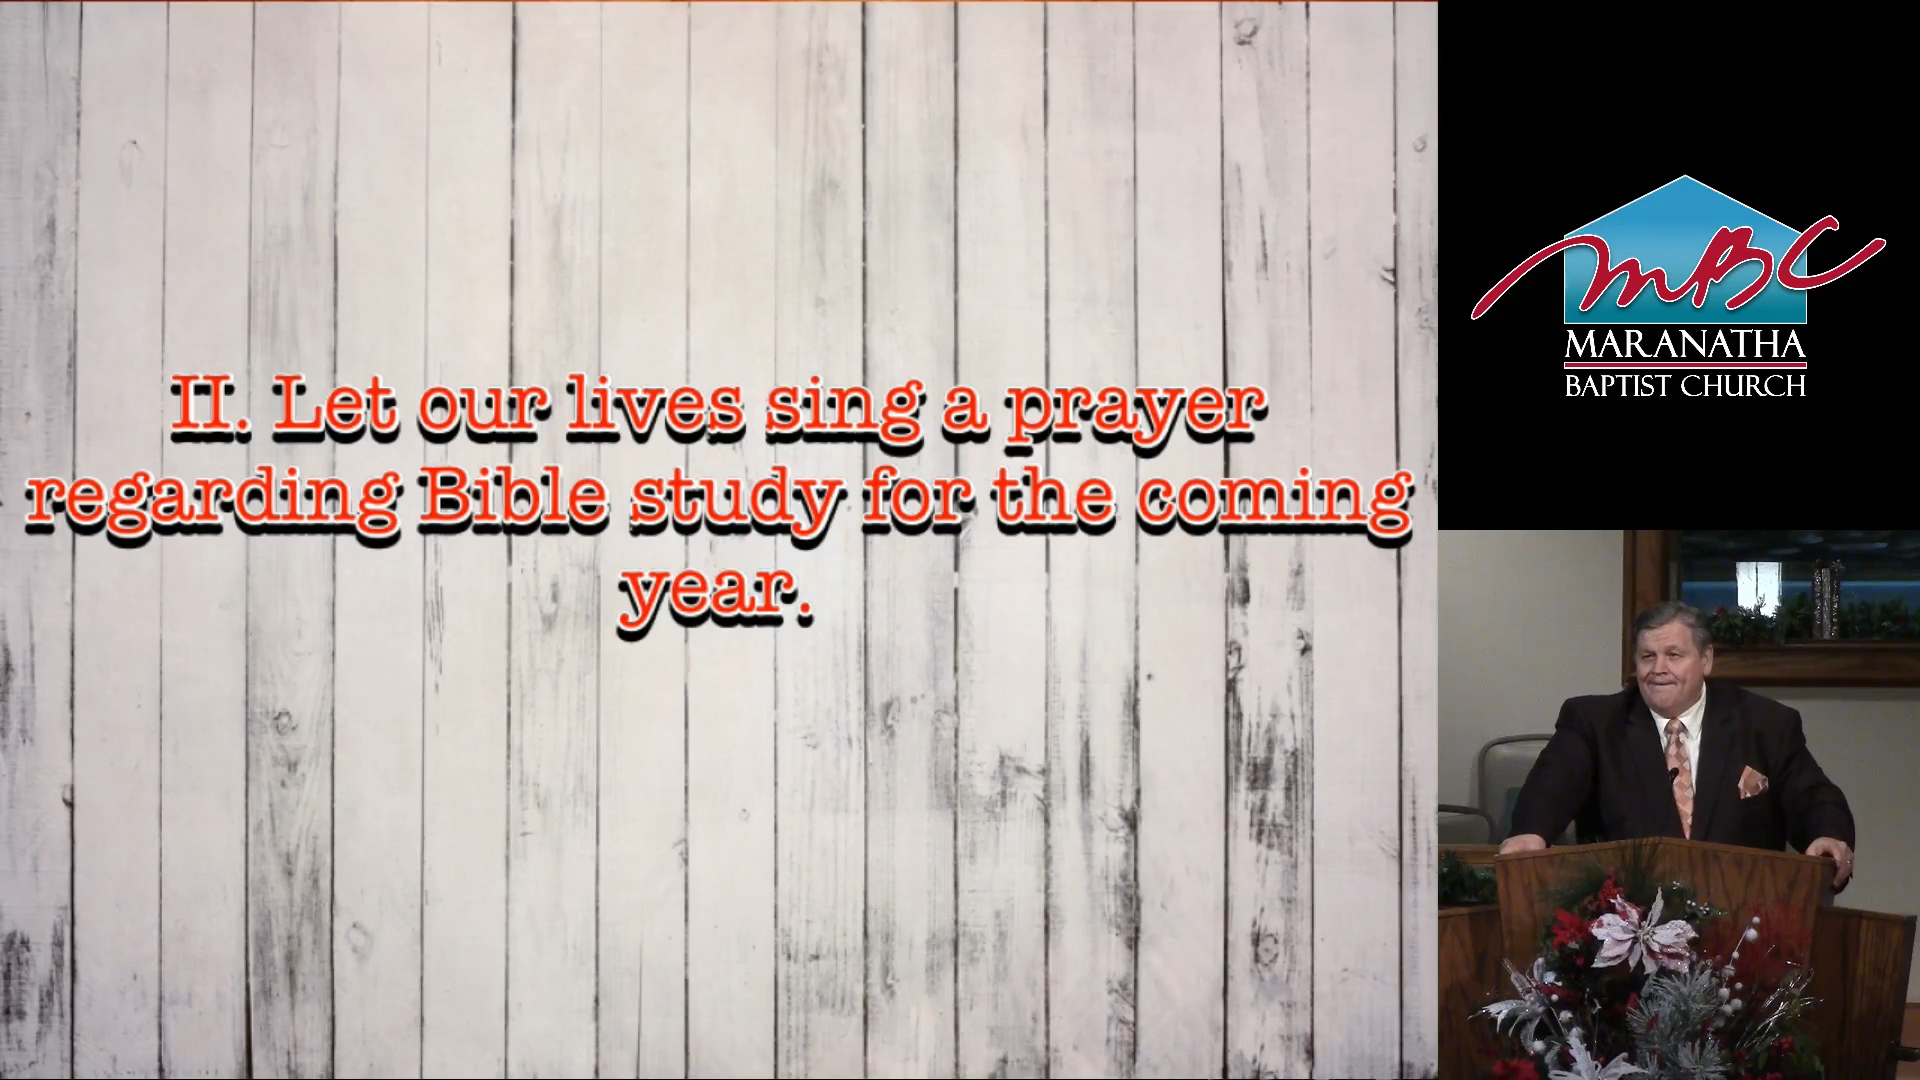 II. Let our lives sing a prayer
regarding Bible study for the coming
year.
MBC
MARANATHA
BAPTIST CHURCH